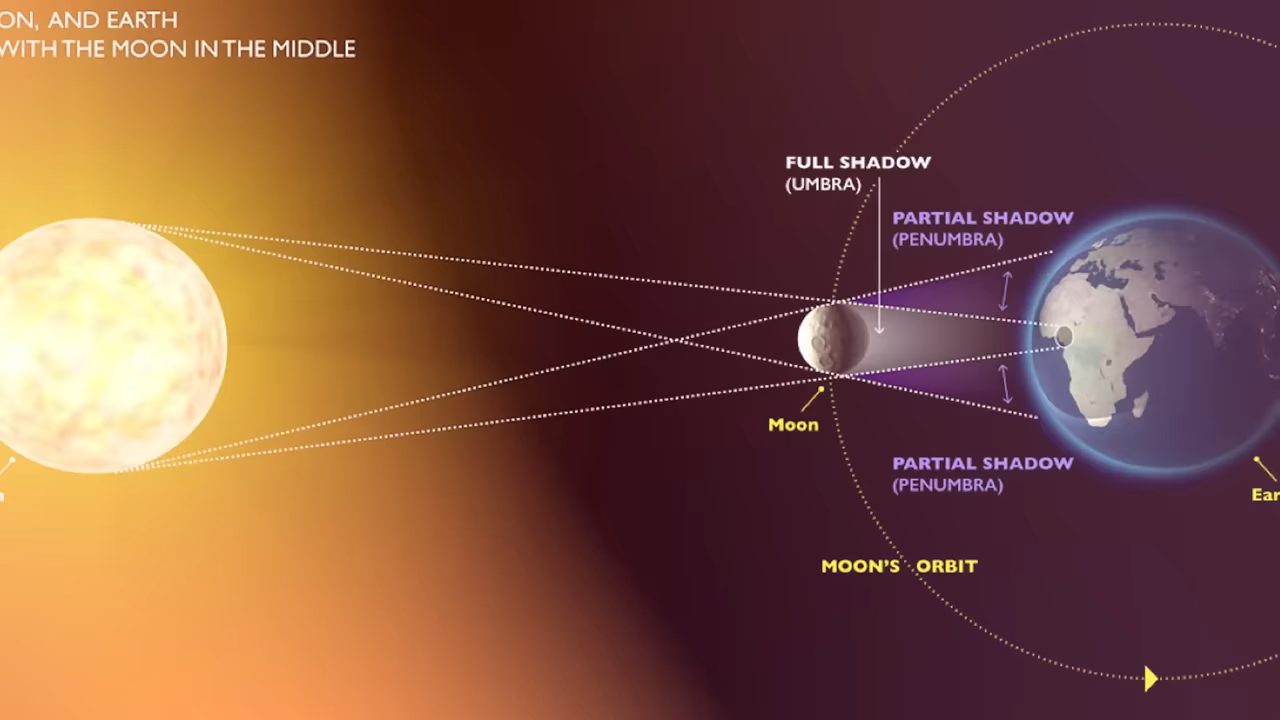 ON, AND EARTH
WITH THE MOON IN THE MIDDLE
FULL SHADOW
(UMBRA)
PARTIAL SHADOW
(PENUMBRA)
Moon
PARTIAL SHADOW
(PENUMBRA)
Ear
MOON'S ORBIT